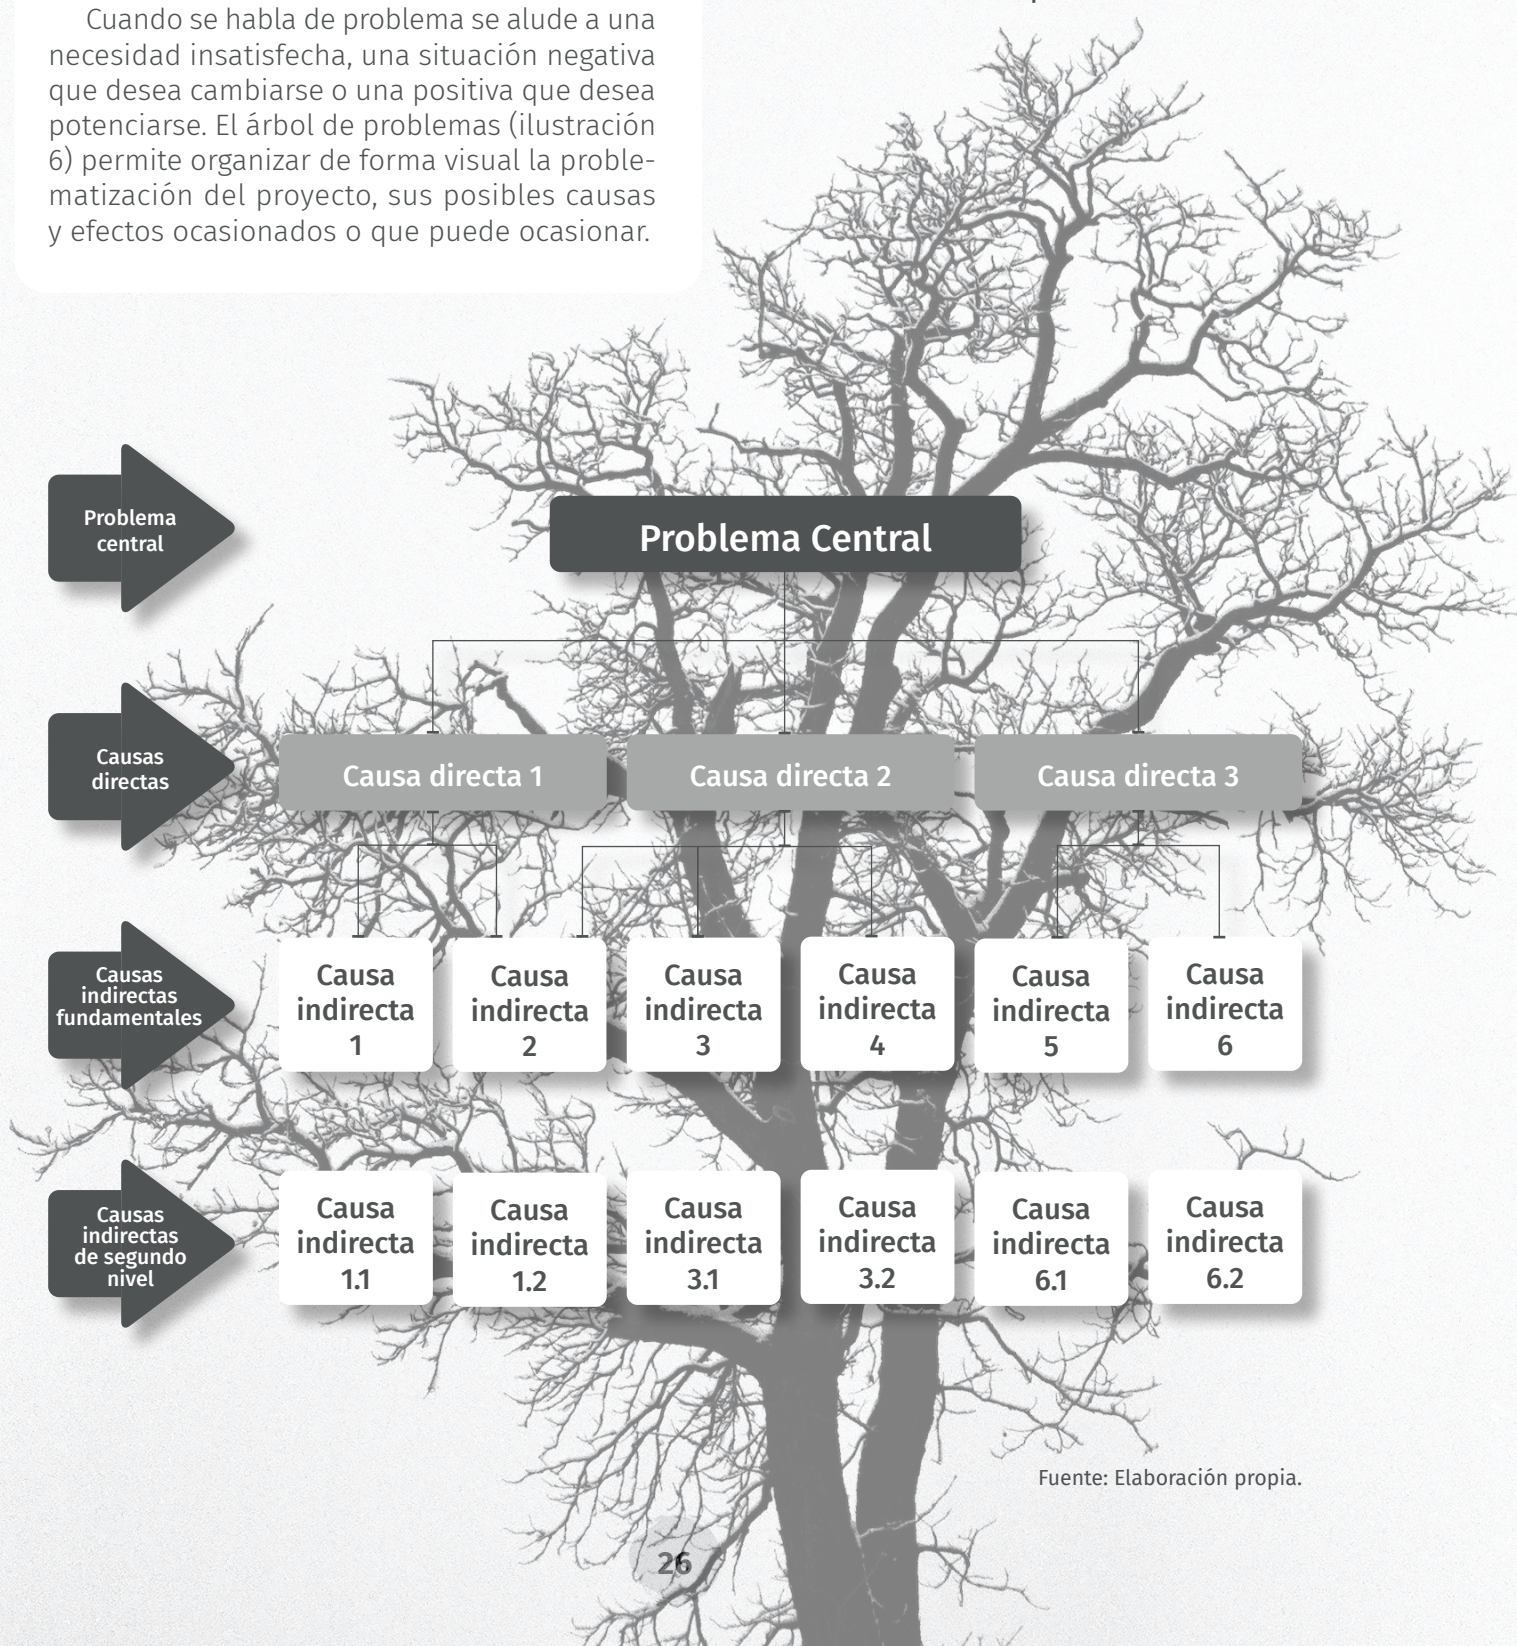 Cuando se habla de problema se alude a una
necesidad insatisfecha, una situación negativa
que desea cambiarse o una positiva que desea
potenciarse. El árbol de problemas (ilustración
6) permite organizar de forma visual la proble-
matización del proyecto, sus posibles causas
y efectos ocasionados o que puede ocasionar.
Problema
central
Problema Central
Causas
directas
Causa directa 1
Causa directa 2
Causa directa 3
Causas
indirectas
fundamentales
Causa
indirecta
1
Causa
indirecta
2
Causa
indirecta
3
Causa
indirecta
4
Causa
indirecta
5
Causa
indirecta
6
Causas
indirectas
de segundo
nivel
Causa
indirecta
1.1
Causa
indirecta
1.2
Causa
indirecta
3.1
Causa
indirecta
3.2
Causa
indirecta
6.1
Causa
indirecta
6.2
Fuente: Elaboración propia.
26